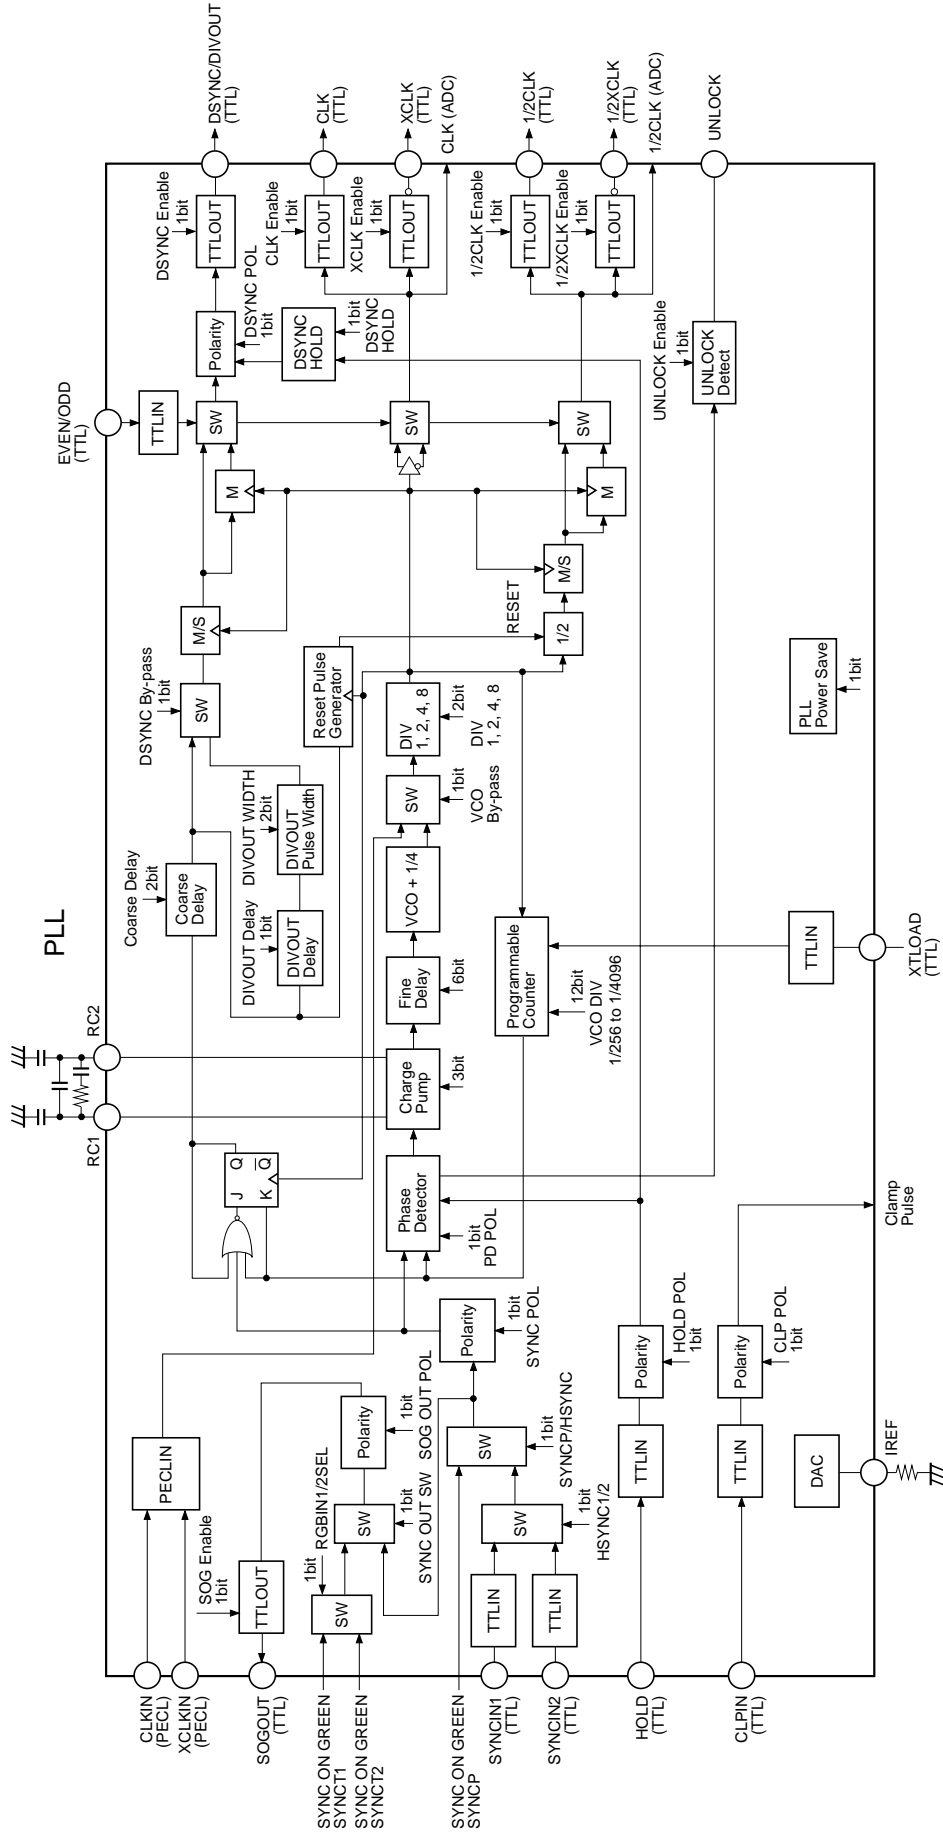 PLL
CLKIN
(PECL)
XCLKIN
(PECL)
SOGOUT
(TTL)
SYNC ON GREEN
SYNCT1
SYNC ON GREEN
SYNCT2
SYNC ON GREEN
SYNCP
SYNCIN1
(TTL)
SYNCIN2
(TTL)
HOLD
(TTL)
CLPIN
(TTL)
PECLIN
SOG Enable
1bit
TTLOUT
1bit
RGBIN1/2SEL
SW
SW
1bit
SYNC OUT SW
Polarity
1bit
SOG OUT POL
TTLIN
TTLIN
SW
1bit
HSYNC1/2
SW
1bit
SYNCP/HSYNC
Polarity
1bit
SYNC POL
TTLIN
Polarity
HOLD POL
1bit
TTLIN
Polarity
CLP POL
1bit
DAC
IREF
Clamp
Pulse
RC1
RC2
J
Q
K
Q
Phase
Detector
1bit
PD POL
Charge
Pump
3bit
Fine
Delay
6bit
VCO + 1/4
SW
1bit
VCO
By-pass
DIV
1, 2, 4, 8
2bit
DIV
1, 2, 4, 8
Coarse Delay
2bit
Coarse
Delay
DIVOUT Delay
1bit
DIVOUT
Delay
DIVOUT WIDTH
2bit
DIVOUT
Pulse Width
DSYNC By-pass
1bit
SW
M/S
Reset Pulse
Generator
Programmable
Counter
12bit
VCO DIV
1/256 to 1/4096
TTLIN
XTLOAD
(TTL)
RESET
1/2
M/S
PLL
Power Save
1bit
EVEN/ODD
(TTL)
TTLIN
M
SW
SW
M
SW
Polarity
DSYNC POL
1bit
DSYNC
HOLD
1bit
DSYNC
HOLD
UNLOCK Enable
1bit
UNLOCK
Detect
DSYNC Enable
1bit
TTLOUT
CLK Enable
1bit
TTLOUT
XCLK Enable
1bit
TTLOUT
1/2CLK Enable
1bit
TTLOUT
1/2XCLK Enable
1bit
TTLOUT
DSYNC/DIVOUT
(TTL)
CLK
(TTL)
XCLK
(TTL)
CLK (ADC)
1/2CLK
(TTL)
1/2XCLK
(TTL)
1/2CLK (ADC)
UNLOCK